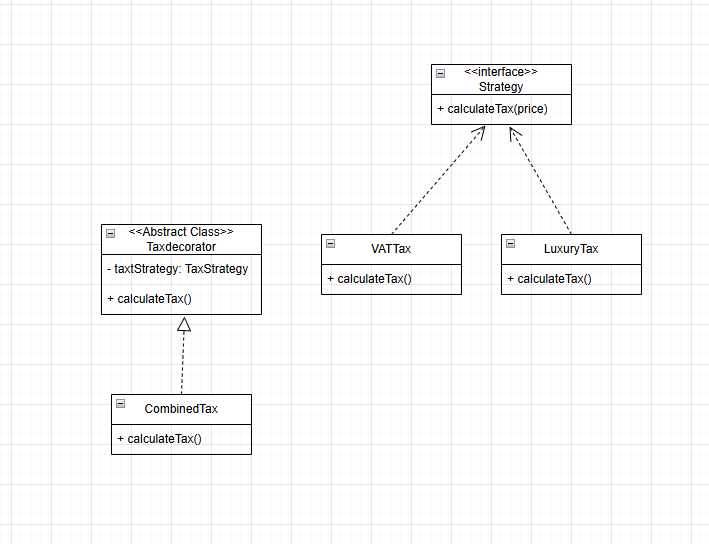 <<interface>>
Strategy
+ calculateTax(price)
<<Abstract Class>>
Taxdecorator
- taxtStrategy: TaxStrategy
+ calculateTax()
VATTax
+ calculateTax()
LuxuryTax
+ calculateTax()
CombinedTax
+ calculateTax()